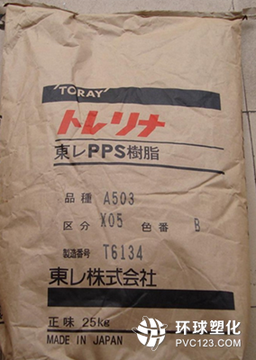 'TORAY'
トレリナ
東レPPS樹脂
品種 A503
区分 X05 色番 B
製造番号 T6134
東レ株式会社
正味 25kg
MADE IN JAPAN
环球塑化
PVC123.com